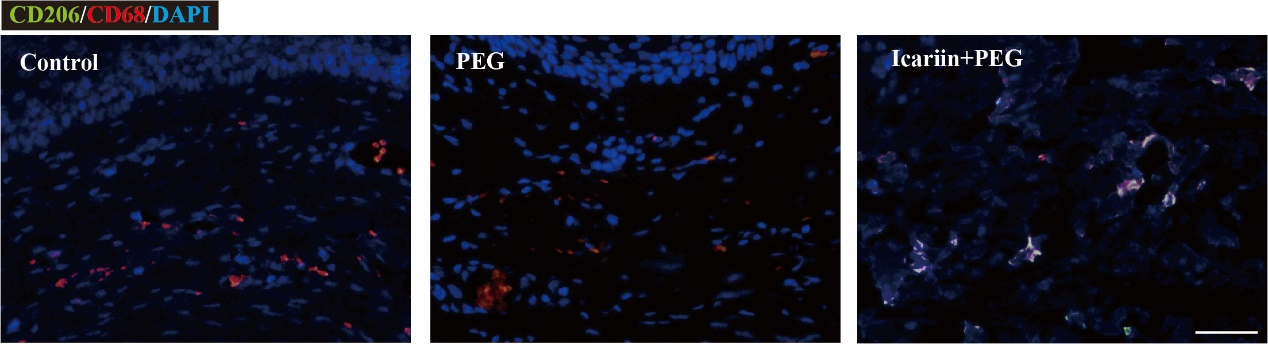 CD206/CD68/DAPI
Control
PEG
Icariin+PEG